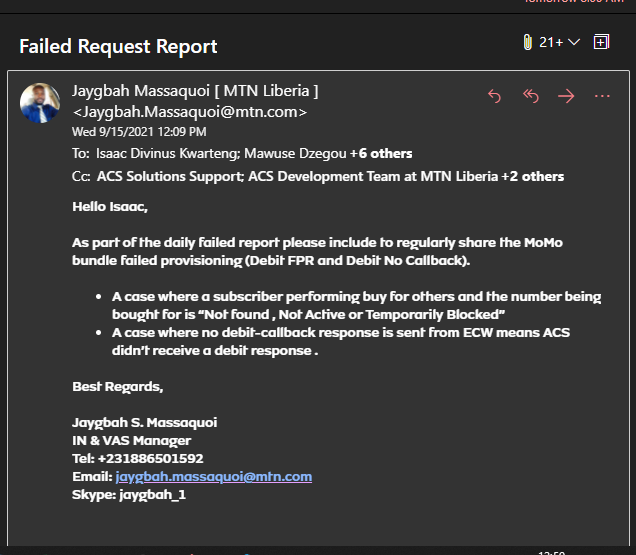 Tomorrow 8:00 AM
Failed Request Report
21+
Jaygbah Massaquoi [ MTN Liberia ]
<Jaygbah.Massaquoi@mtn.com>
Wed 9/15/2021 12:09 PM
To: Isaac Divinus Kwarteng; Mawuse Dzegou +6 others
Cc: ACS Solutions Support; ACS Development Team at MTN Liberia +2 others
Hello Isaac,
As part of the daily failed report please include to regularly share the MoMo
bundle failed provisioning (Debit FPR and Debit No Callback).
• A case where a subscriber performing buy for others and the number being
bought for is “Not found , Not Active or Temporarily Blocked”
• A case where no debit-callback response is sent from ECW means ACS
didn’t receive a debit response .
Best Regards,
Jaygbah S. Massaquoi
IN & VAS Manager
Tel: +231886501592
Email: jaygbah.massaquoi@mtn.com
Skype: jaygbah_1